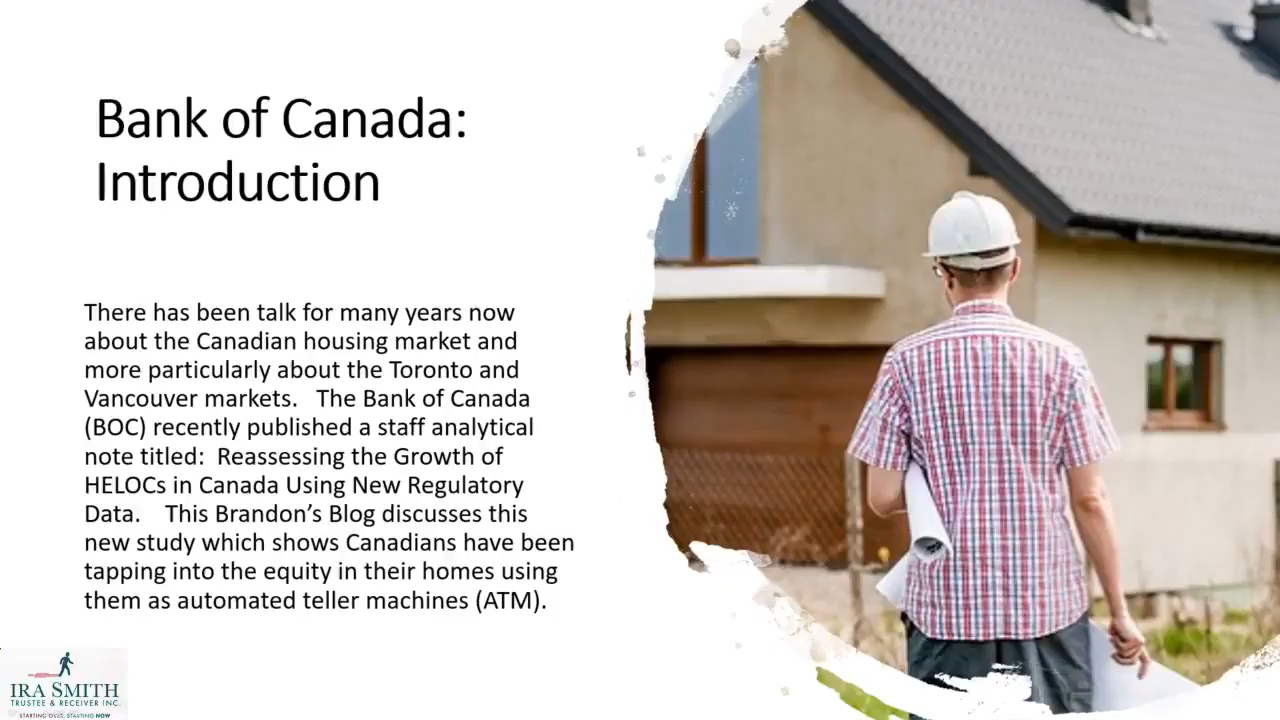 Bank of Canada:
Introduction
There has been talk for many years now
about the Canadian housing market and
more particularly about the Toronto and
Vancouver markets.   The Bank of Canada
(BOC) recently published a staff analytical
note titled:  Reassessing the Growth of
HELOCs in Canada Using New Regulatory
Data.    This Brandon’s Blog discusses this
new study which shows Canadians have been
tapping into the equity in their homes using
them as automated teller machines (ATM).
IRA SMITH
TRUSTEE & RECEIVER INC.
STARTING OVER, STARTING NOW